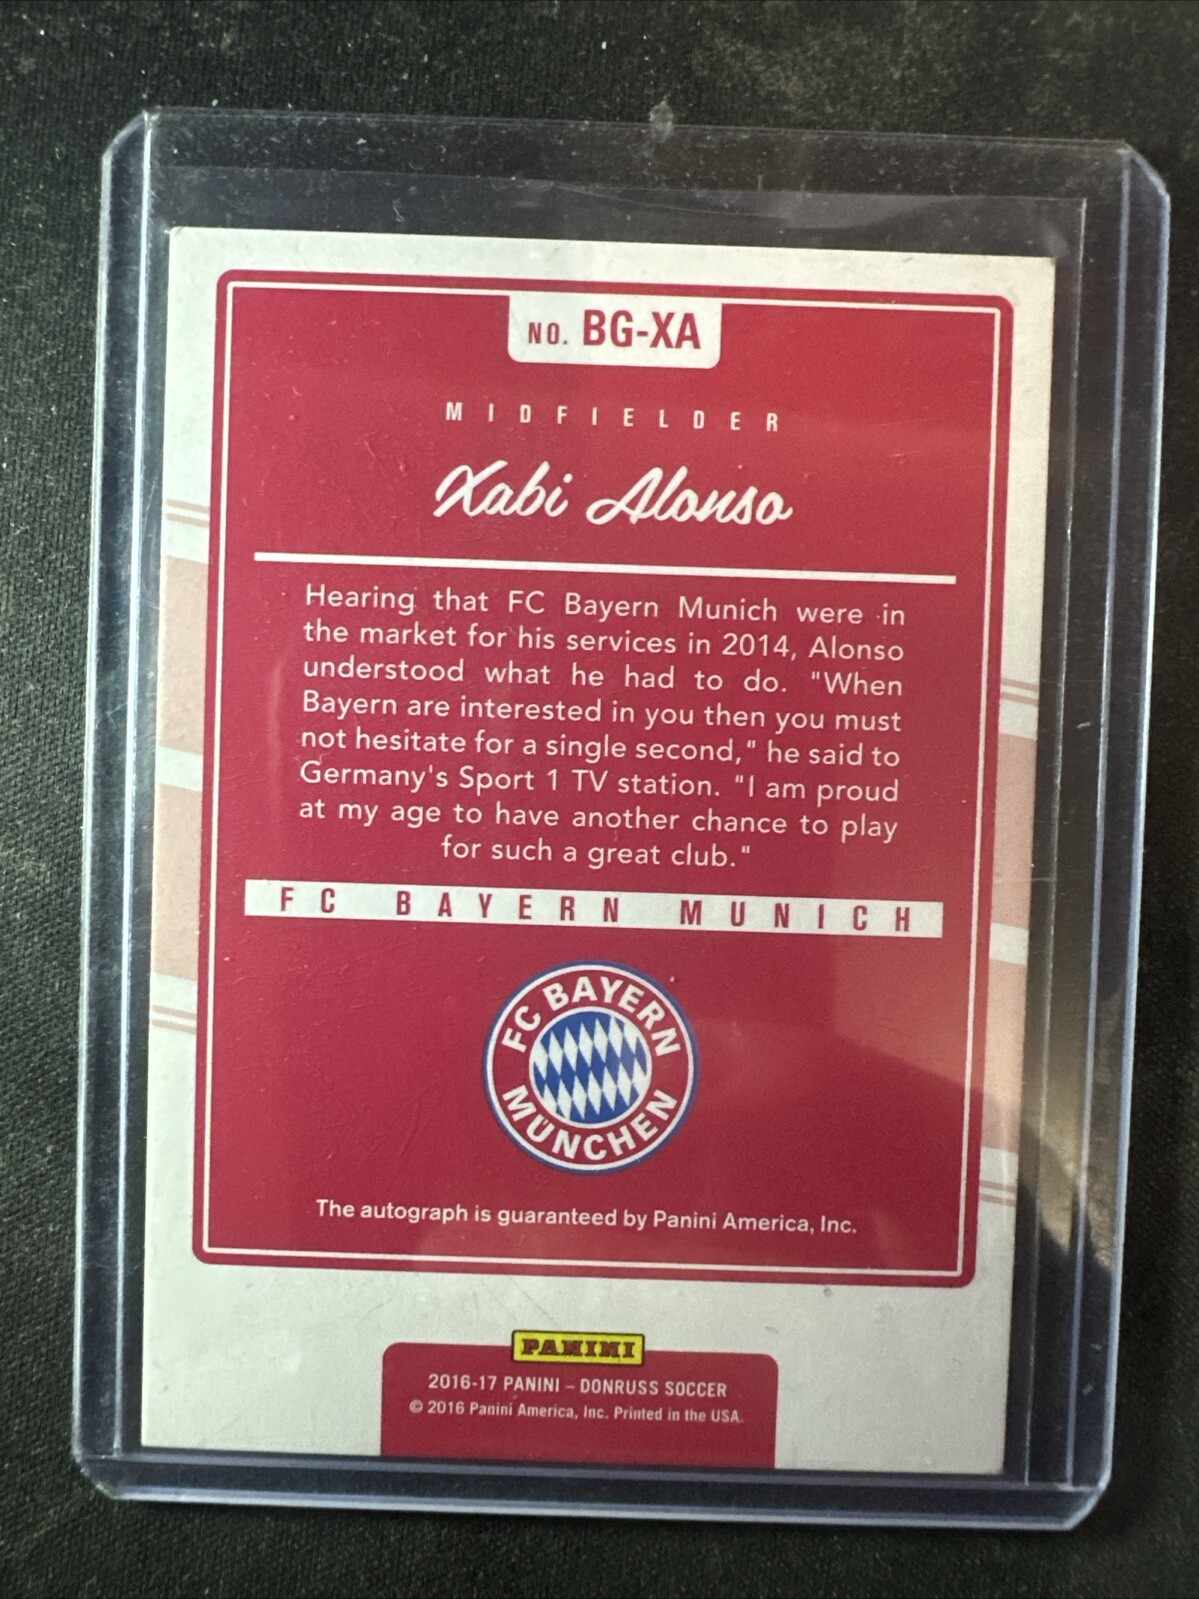 NO. BG-XA
MIDFIELDER
Xabi Alonso
Hearing that FC Bayern Munich were in
the market for his services in 2014, Alonso
understood what he had to do. "When
Bayern are interested in you then you must
not hesitate for a single second," he said to
Germany's Sport 1 TV station. "I am proud
at my age to have another chance to play
for such a great club."
FC BAYERN MUNICH
FC BAYERN
MÜNCHEN
The autograph is guaranteed by Panini America, Inc.
PANINI
2016-17 PANINI – DONRUSS SOCCER
© 2016 Panini America, Inc. Printed in the USA.